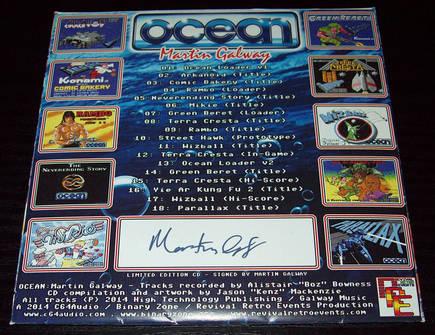 ocean
Martin Galway
01: Ocean Loader v1
02: Arkanoid (Title)
03: Comic Bakery (Title)
04: Rambo (Loader)
05 Neverending Story (Title)
06: Mikie (Title)
07: Green Beret (Loader)
08: Terra Cresta (Title)
09: Rambo (Title)
10: Street Hawk (Prototype)
11: Wizball (Title)
12: Terra Cresta (In-Game)
13: Ocean Loader v2
14: Green Beret (Title)
15: Terra Cresta (Hi-Score)
16: Yie Ar Kung Fu 2 (Title)
17: Wizball (Hi-Score)
18: Parallax (Title)
GREEN BERET
Konami
COMIC BAKERY
RAMBO
ocean
THE
NEVERENDING STORY
ocean
LIMITED EDITION CD - SIGNED BY MARTIN GALWAY
OCEAN: Martin Galway - Tracks recorded by Alistair "Boz" Bowness
CD compilation and artwork by Jason "Kenz" Mackenzie
All tracks (P) 2014 High Technology Publishing / Galway Music
© 2014 C64Audio / Binary Zone / Revival Retro Events Production
www.c64audio.com